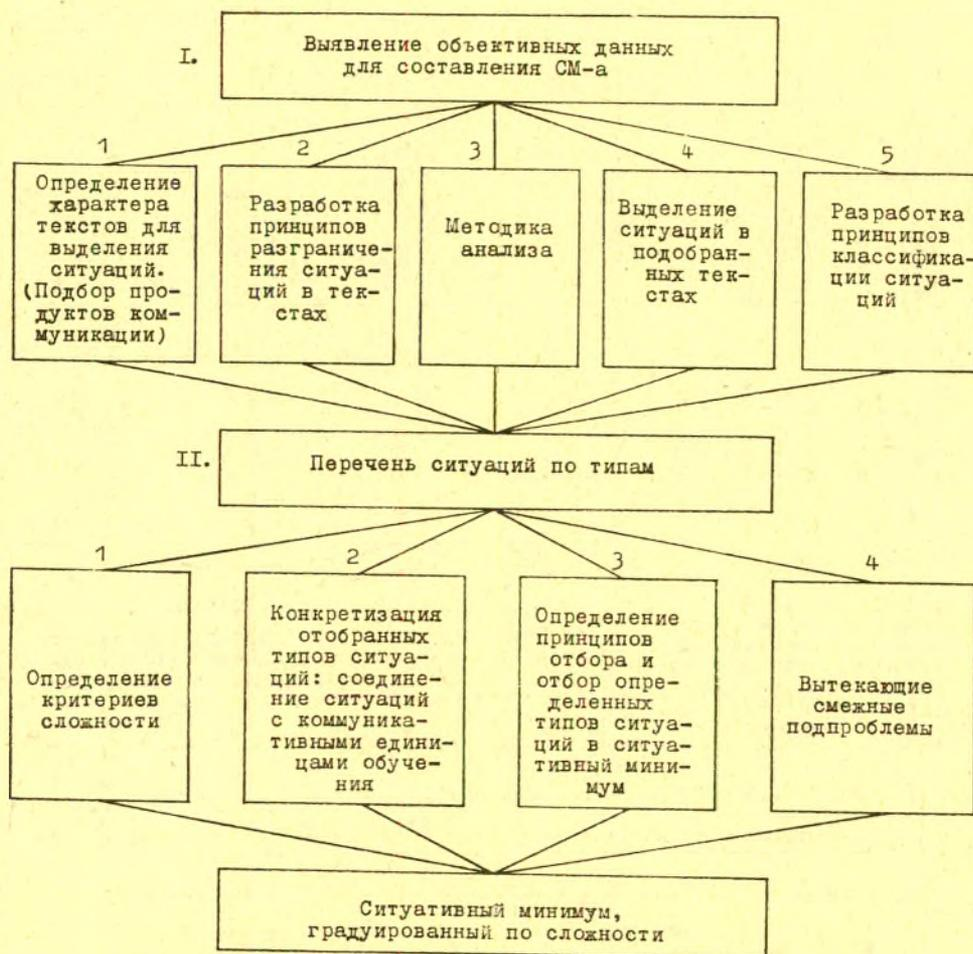 I.
Выявление объективных данных
для составления СМ-а
1
2
3
4
5
Определение
характера
текстов для
выделения
ситуаций.
(Подбор про-
дуктов ком-
муникации)
Разработка
принципов
разграниче-
ния ситуа-
ций в тек-
стах
Методика
анализа
Выделение
ситуаций в
подобран-
ных тек-
стах
Разработка
принципов
классифика-
ции ситуа-
ций
II.
Перечень ситуаций по типам
1
2
3
4
Определение
критериев
сложности
Конкретизация
отобранных
типов ситуа-
ций: соедине-
ние ситуаций
с коммуника-
тивными едини-
цами обуче-
ния
Определение
принципов
отбора и
отбор опре-
деленных
типов ситуа-
ций в ситуа-
тивный мини-
мум
Вытекающие
смежные
подпроблемы
Ситуативный минимум,
градуированный по сложности